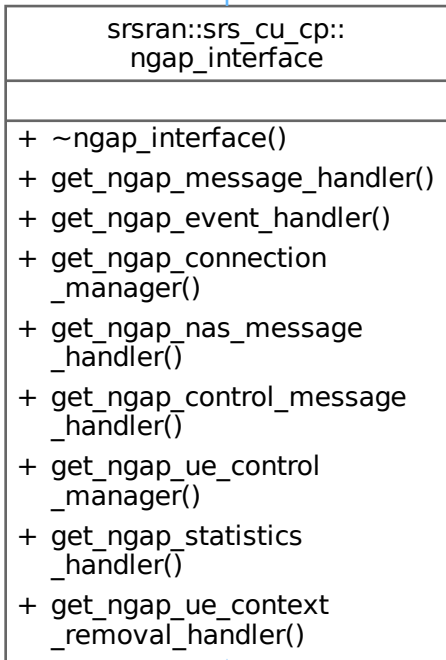 srsran::srs_cu_cp::
ngap_interface
+ ~ngap_interface()
+ get_ngap_message_handler()
+ get_ngap_event_handler()
+ get_ngap_connection
_manager()
+ get_ngap_nas_message
_handler()
+ get_ngap_control_message
_handler()
+ get_ngap_ue_control
_manager()
+ get_ngap_statistics
_handler()
+ get_ngap_ue_context
_removal_handler()